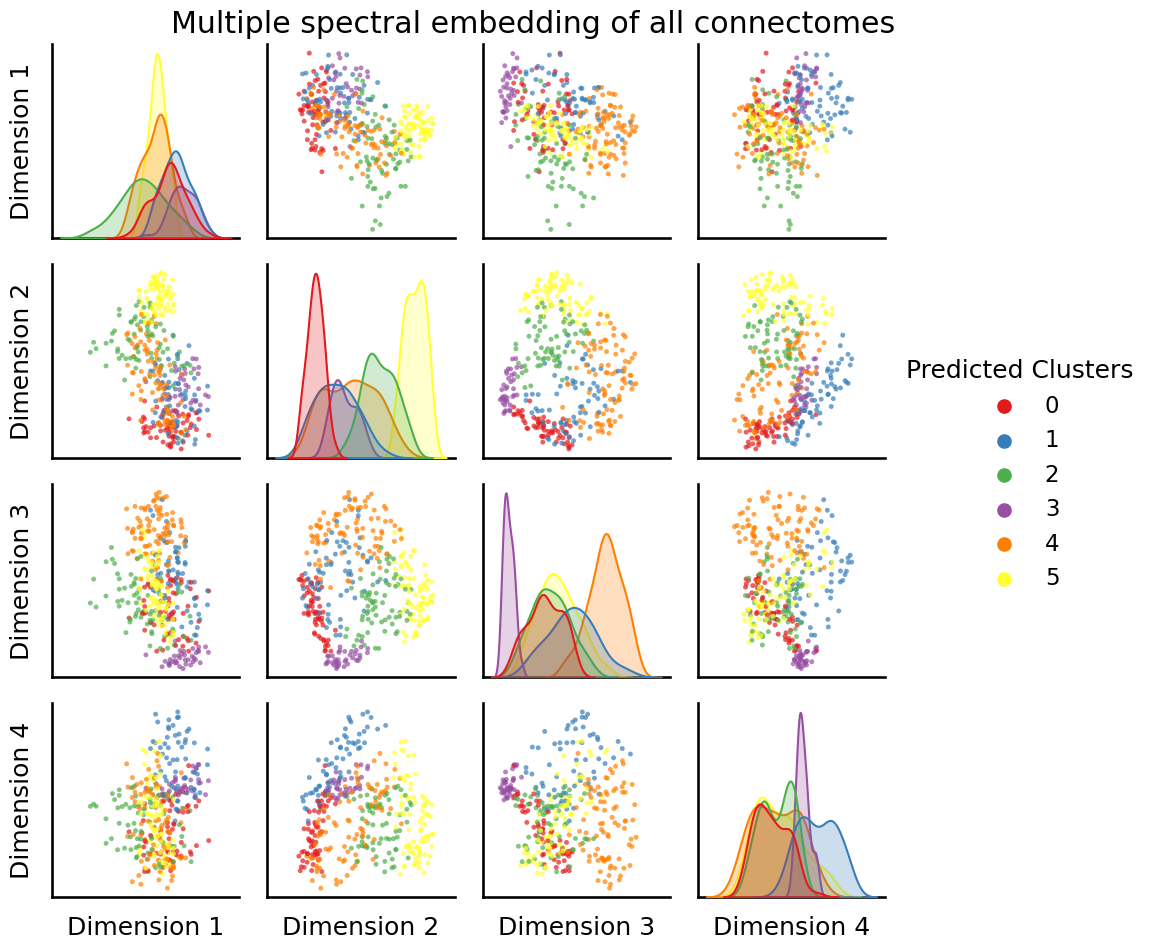 Multiple spectral embedding of all connectomes
Dimension 1
Dimension 2
Dimension 3
Dimension 4
Predicted Clusters
0
1
2
3
4
5
Dimension 1
Dimension 2
Dimension 3
Dimension 4